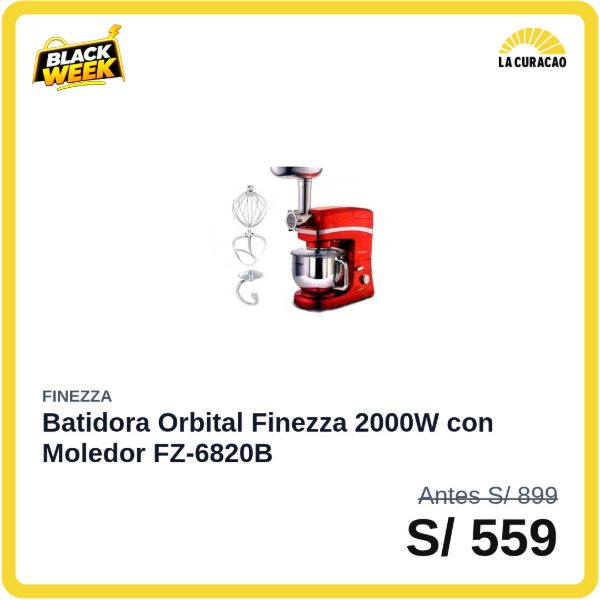 BLACK
WEEK
LA CURACAO
FINEZZA
Batidora Orbital Finezza 2000W con
Moledor FZ-6820B
Antes S/ 899
S/ 559